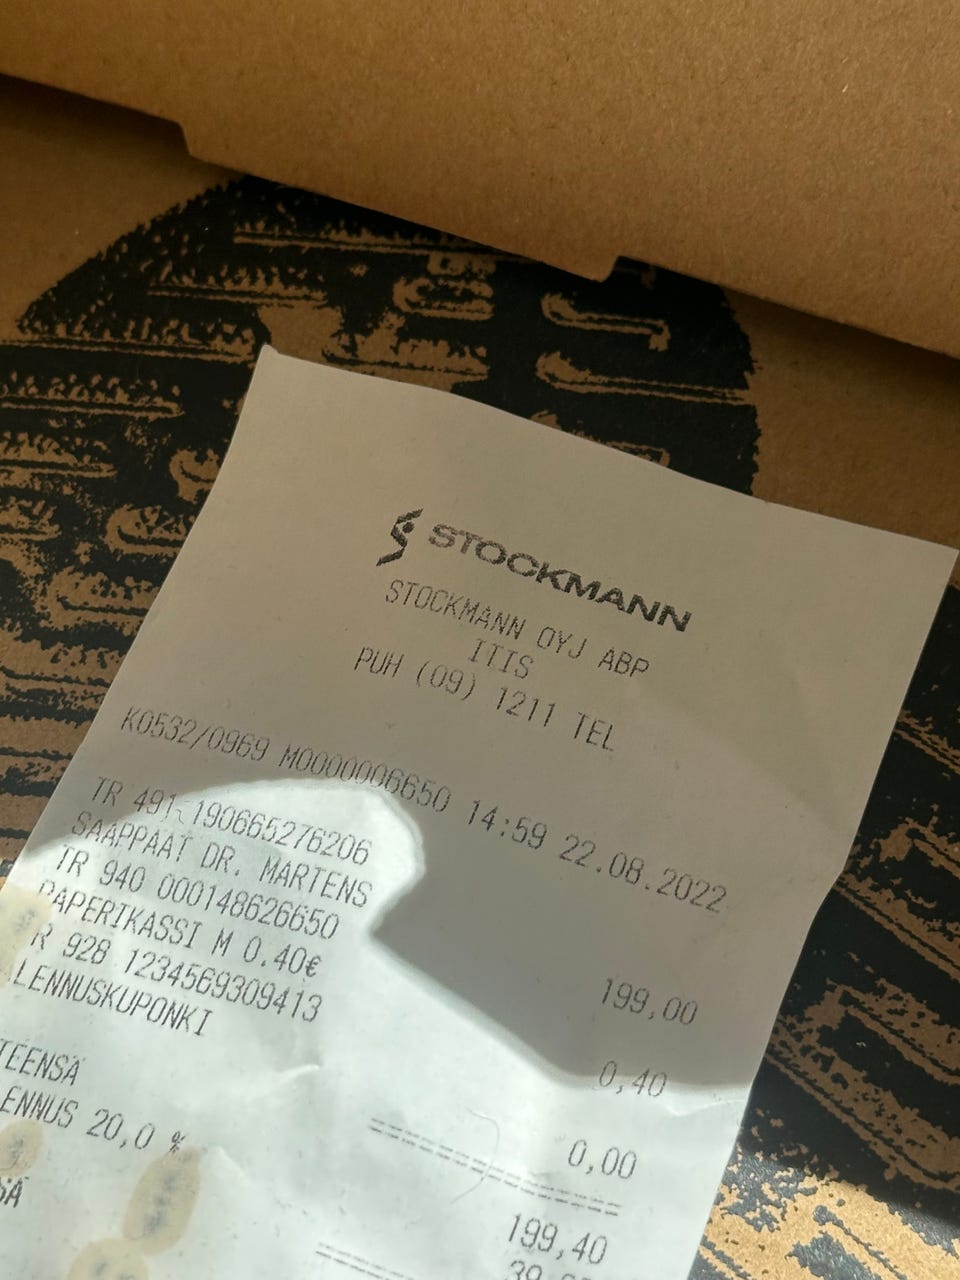 STOCKMANN
STOCKMANN OYJ ABP
ITIS
PUH (09) 1211 TEL
K0532/0969 M0000006650 14:59 22.08.2022
TR 491 190665276206
SAAPPAAT DR. MARTENS 199,00
TR 940 000148626650
PAPERIKASSI M 0.40€ 0,40
R 928 1234569309413
LENNUSKUPONKI 0,00
TEENSÄ 199,40
ENNUS 20,0 %
SÄ